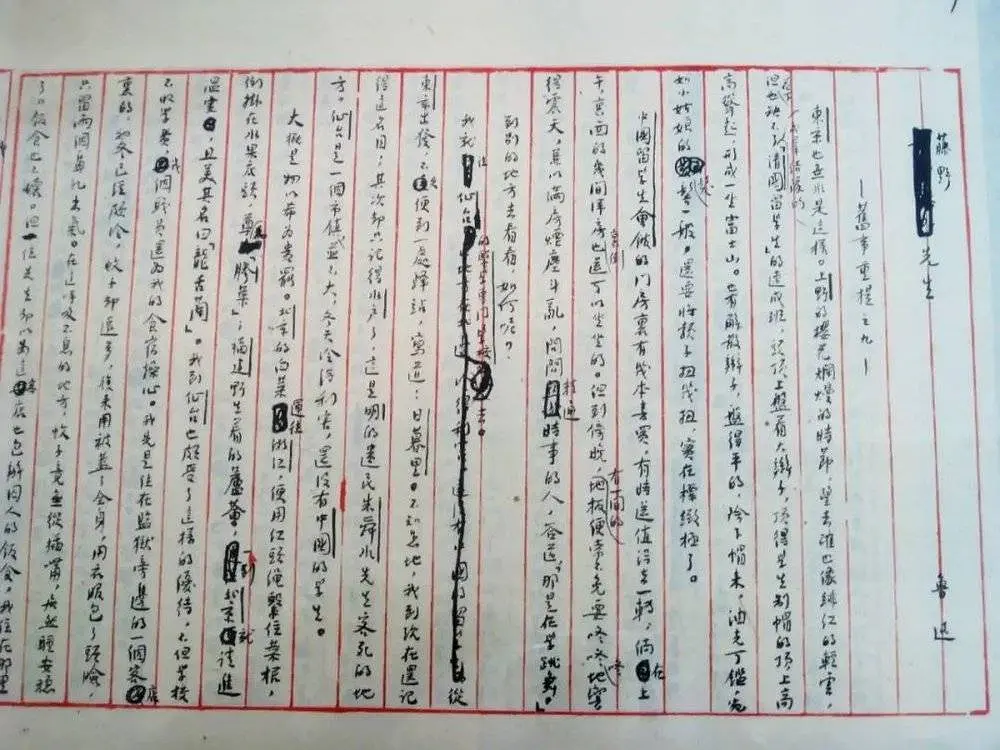 藤野先生
——舊事重提之九——
魯迅
東京也無非是這樣。上野的櫻花爛熳的時節，望去確也像緋紅的輕雲，
但花下也缺不了成群結隊的「清國留學生」的速成班，頭頂上盤着大辮子，頂得學生制帽的頂上高
高聳起，形成一座富士山。也有解散辮子，盤得平的，除下帽來，油光可鑑，宛
如小姑娘的髮髻一般，還要將脖子扭幾扭。實在標緻極了。
中國留學生會館的門房裏有幾本書買，有時還值得去一轉；倘在上
午，裏面的幾間洋房也還可以坐坐的。但到傍晚，有一間的地板便常不免要咚咚咚地響
得震天，兼以滿房煙塵斗亂；問問精通時事的人，答道，「那是在學跳舞。」
到別的地方去看看，如何呢？
我就往仙台的醫學專門學校去。從
東京出發，不久便到一處驛站，寫道：日暮里。不知怎地，我到現在還記
得這名目。其次卻只記得水戶了，這是明的遺民朱舜水先生客死的地
方。仙台是一個市鎮，並不大；冬天冷得利害；還沒有中國的學生。
大概是物以希為貴罷。北京的白菜運往浙江，便用紅頭繩繫住菜根，
倒掛在水果店頭，尊為「膠菜」；福建野生着的蘆薈，一到北京就請進
溫室，且美其名曰「龍舌蘭」。我到仙台也頗受了這樣的優待，不但學校
不收學費，幾個職員還為我的食宿操心。我先是住在監獄旁邊的一個客店
裏的，初冬已經頗冷，蚊子卻還多，後來用被蓋了全身，用衣服包了頭臉，
只留兩個鼻孔出氣。在這呼吸不息的地方，蚊子竟無從插嘴，居然睡安穩
了。飯食也不壞。但一位先生卻以為這客店也包辦囚人的飯食，我住在那里